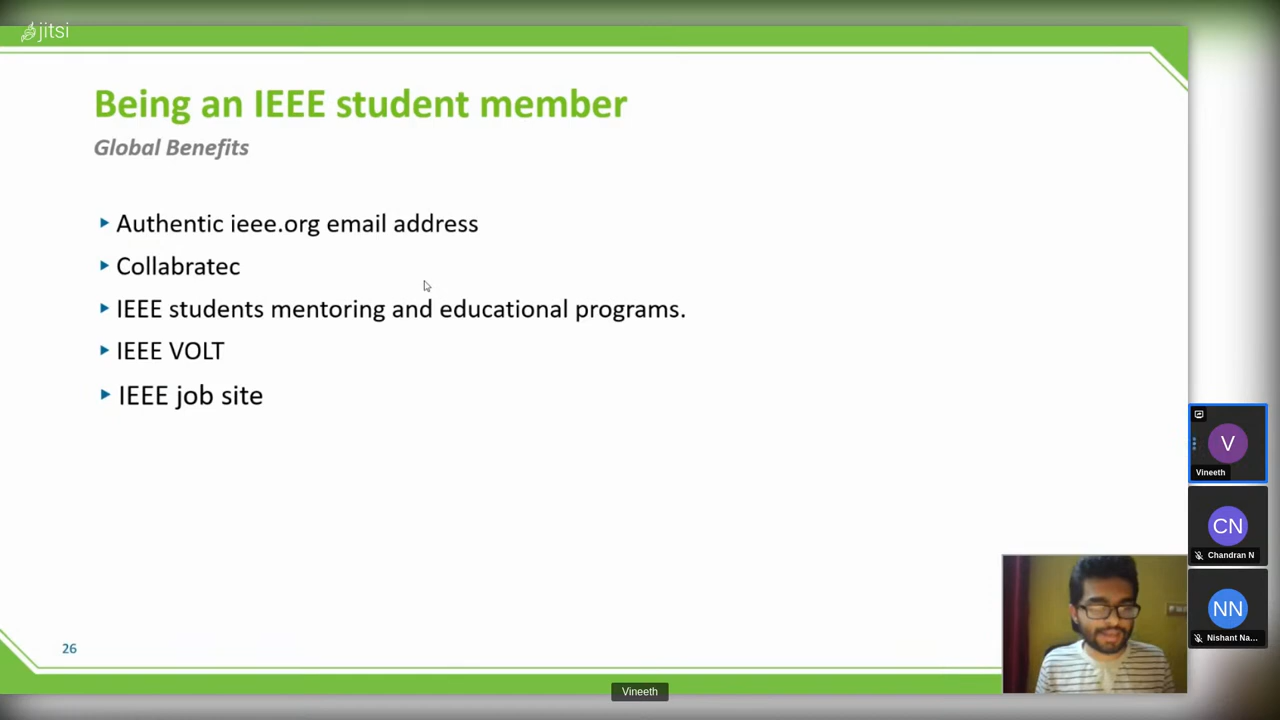 jitsi
Being an IEEE student member
Global Benefits
Authentic ieee.org email address
Collabratec
IEEE students mentoring and educational programs.
IEEE VOLT
IEEE job site
26
V
Vineeth
CN
Chandran N
NN
Nishant Na...
Vineeth